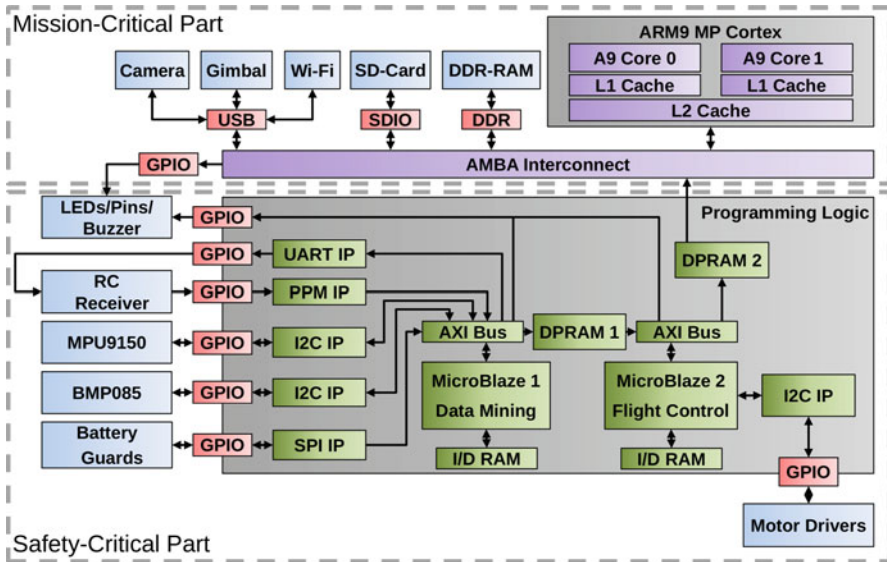 Mission-Critical Part
ARM9 MP Cortex
A9 Core 0
A9 Core 1
L1 Cache
L1 Cache
L2 Cache
Camera
Gimbal
Wi-Fi
SD-Card
DDR-RAM
USB
SDIO
DDR
GPIO
AMBA Interconnect
LEDs/Pins/
Buzzer
GPIO
Programming Logic
GPIO
UART IP
DPRAM 2
RC
Receiver
GPIO
PPM IP
MPU9150
GPIO
I2C IP
AXI Bus
DPRAM 1
AXI Bus
BMP085
GPIO
I2C IP
MicroBlaze 1
Data Mining
MicroBlaze 2
Flight Control
I2C IP
Battery
Guards
GPIO
SPI IP
I/D RAM
I/D RAM
GPIO
Motor Drivers
Safety-Critical Part